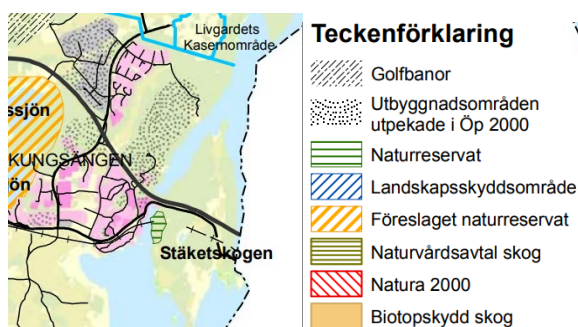 Livgardets
Kasernområde
ssjön
KUNGSÄNGEN
jön
Stäketskogen
Teckenförklaring
Golfbanor
Utbyggnadsområden
utpekade i Öp 2000
Naturreservat
Landskapsskyddsområde
Föreslaget naturreservat
Naturvårdsavtal skog
Natura 2000
Biotopskydd skog